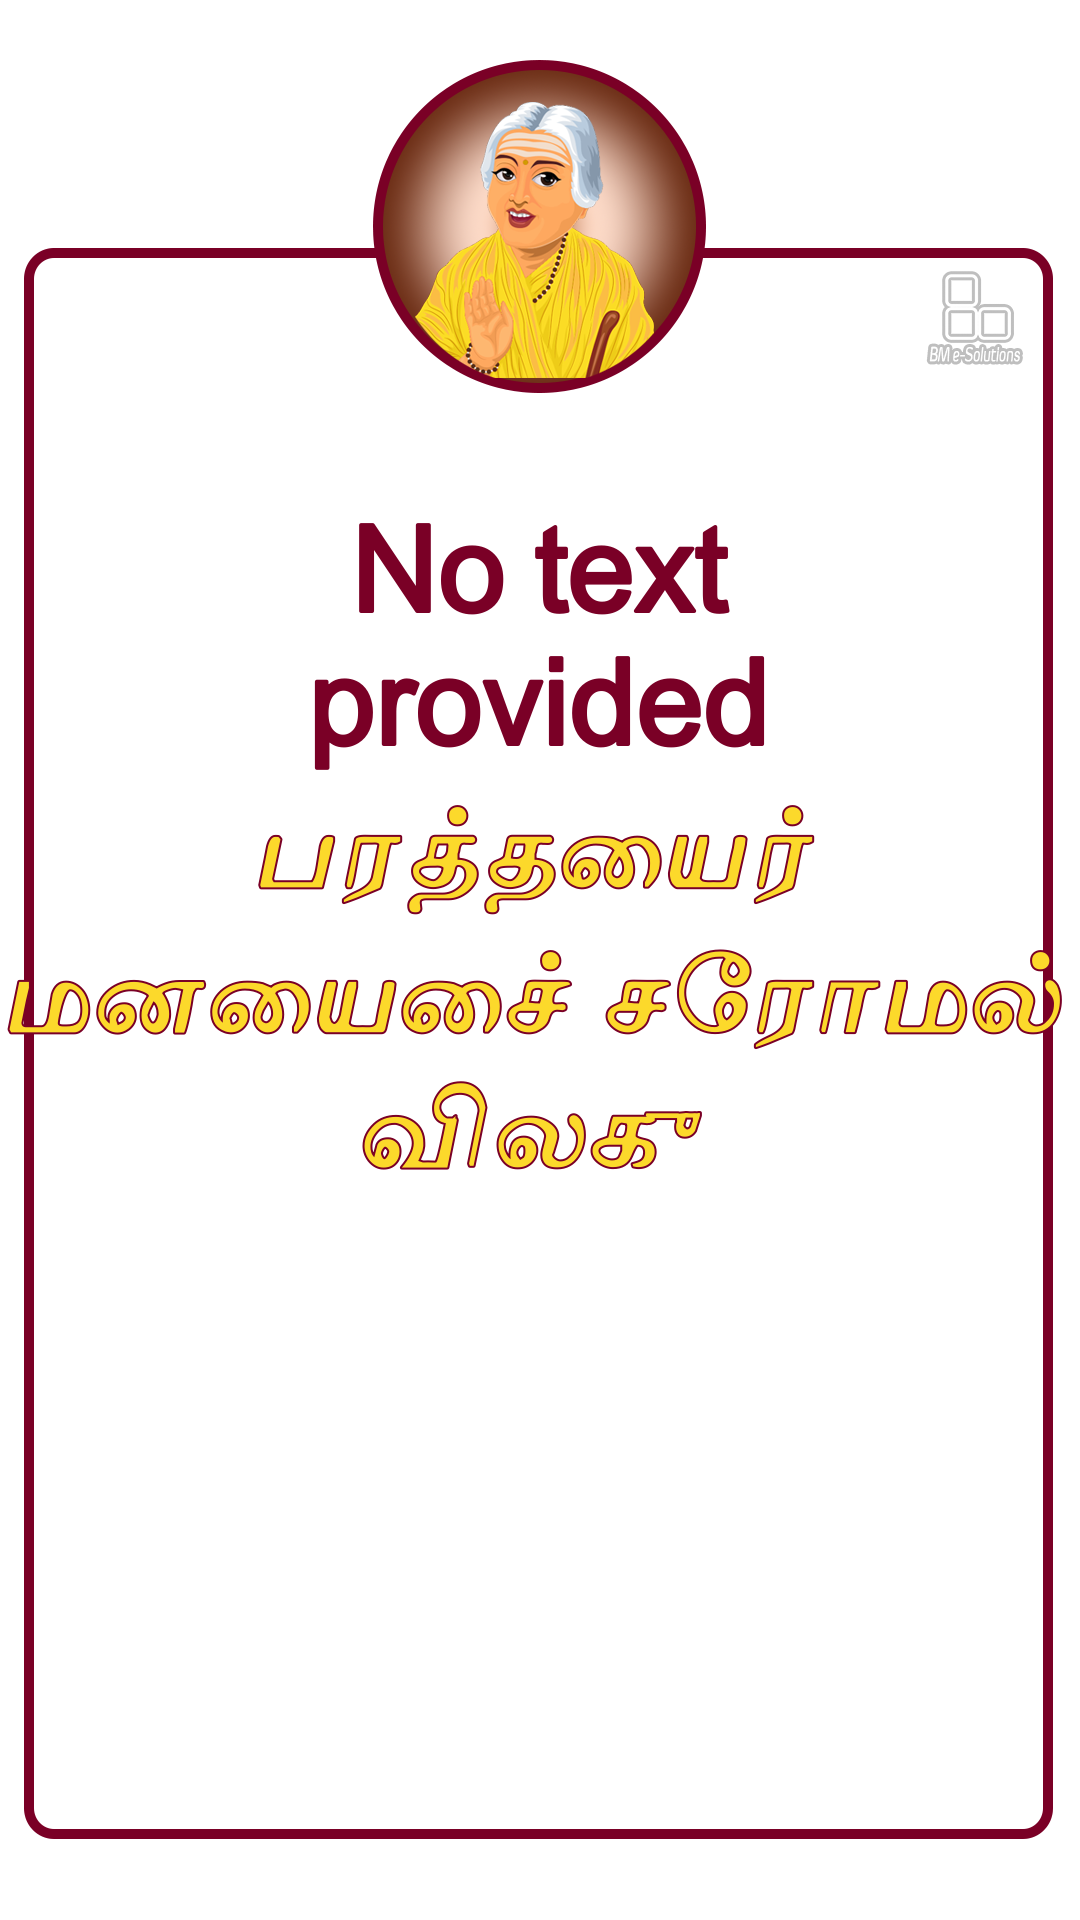 BM e-Solutions
No text
provided
பரத்தயைர்
மனயைைச் சரோமல்
விலகு